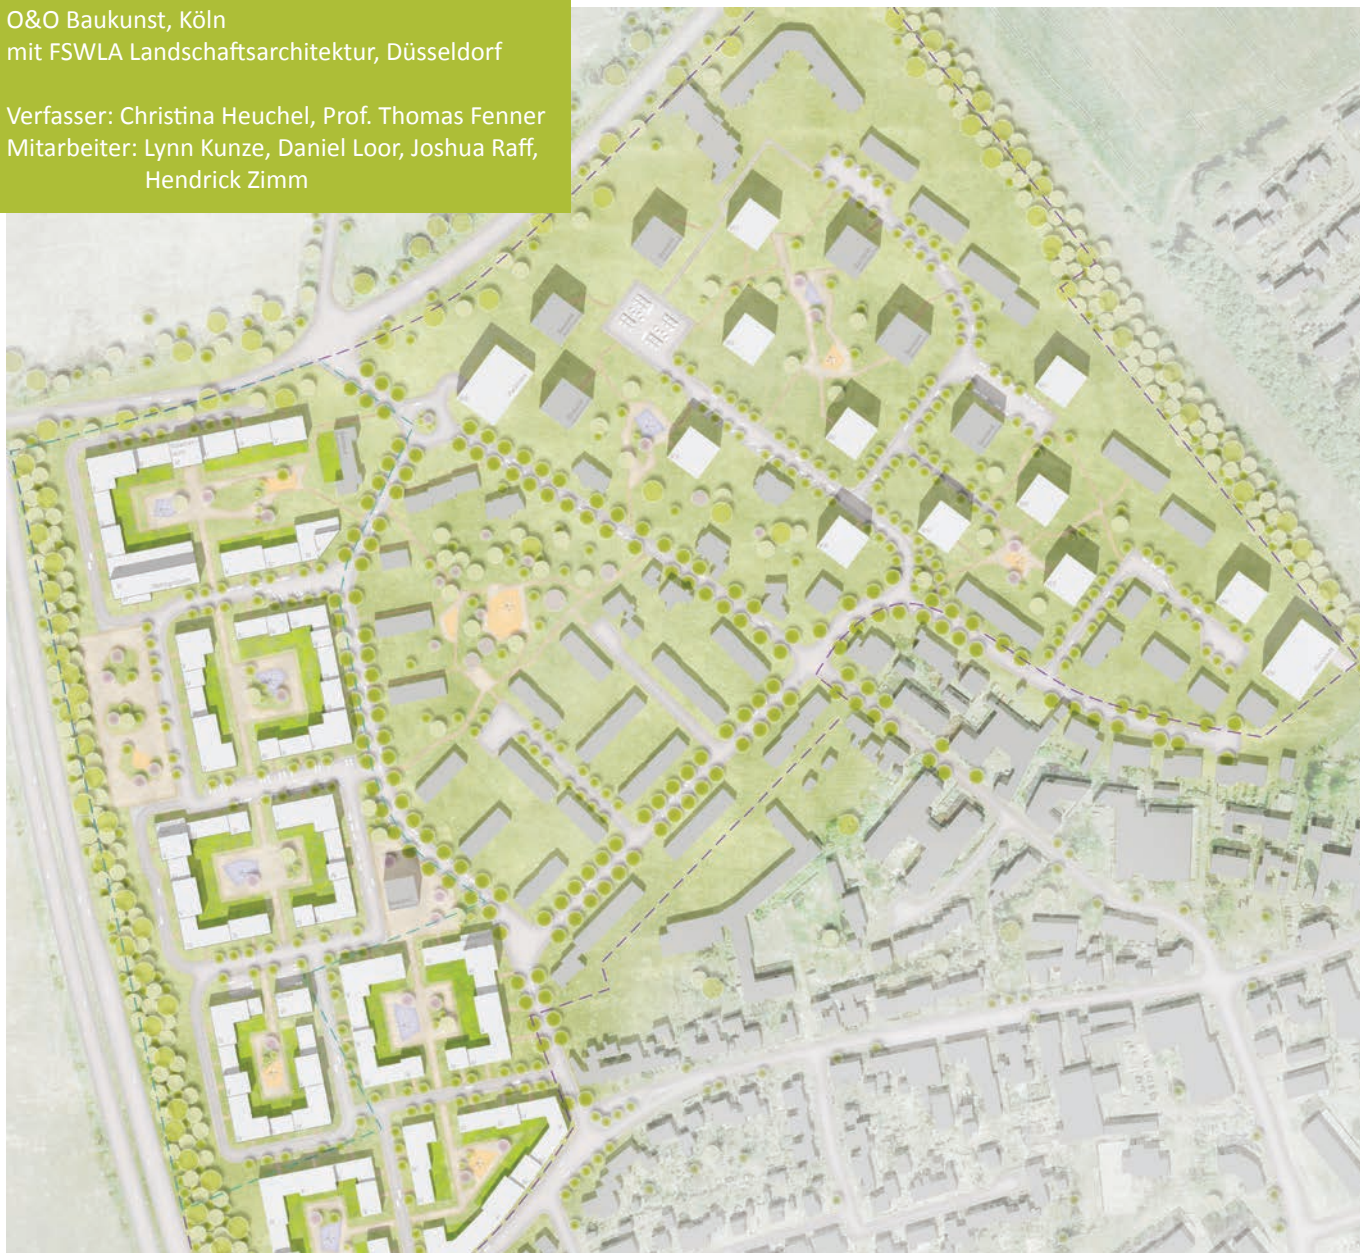 O&O Baukunst, Köln
mit FSWLA Landschaftsarchitektur, Düsseldorf
Verfasser: Christina Heuchel, Prof. Thomas Fenner
Mitarbeiter: Lynn Kunze, Daniel Loor, Joshua Raff,
Hendrick Zimm